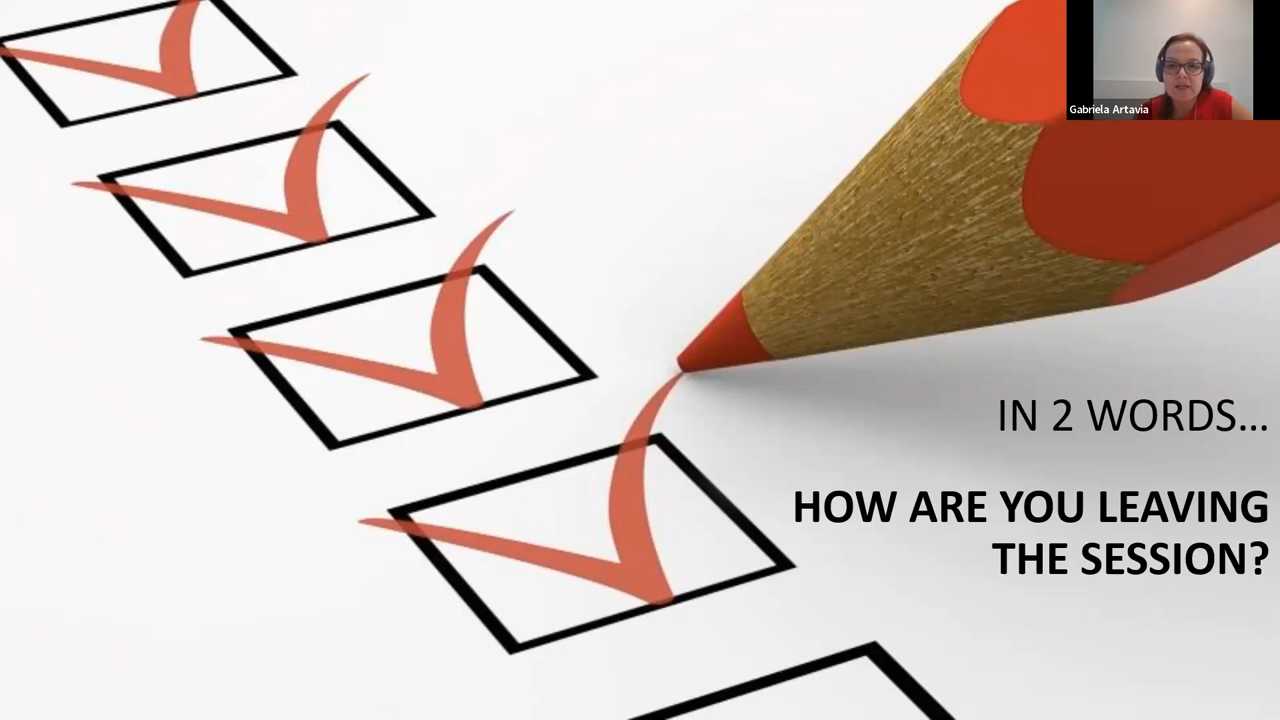 Gabriela Artavia
IN 2 WORDS...
HOW ARE YOU LEAVING
THE SESSION?